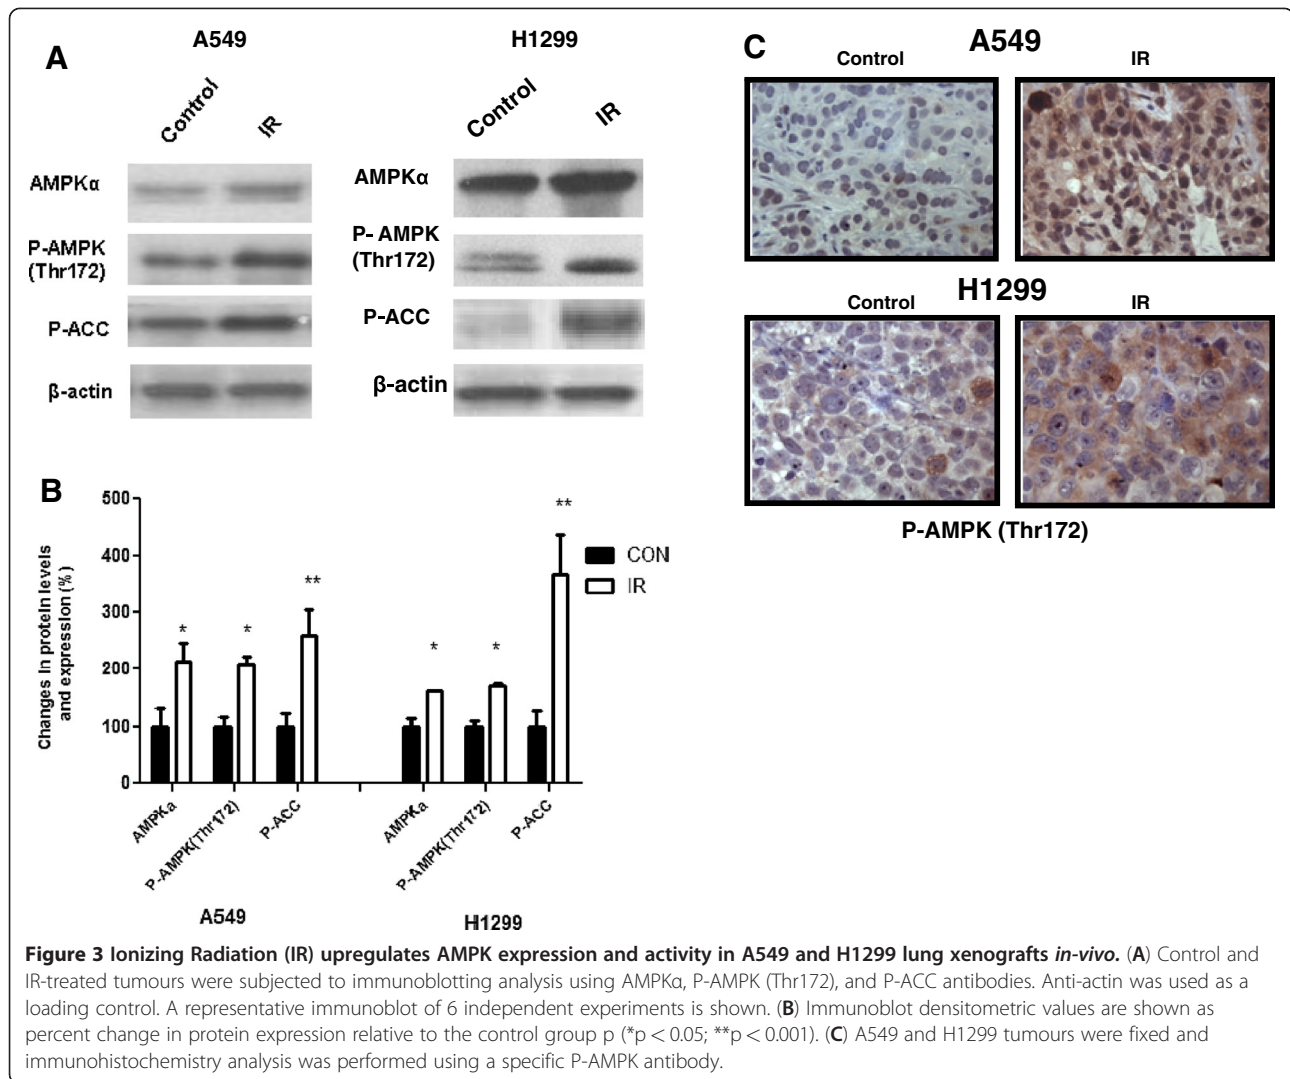 A
A549
H1299
Control
IR
Control
IR
AMPKα
P-AMPK
(Thr172)
P-ACC
β-actin
AMPKα
P- AMPK
(Thr172)
P-ACC
β-actin
C
A549
Control
IR
H1299
Control
IR
P-AMPK (Thr172)
B
Changes in protein levels
and expression (%)
500
400
300
200
100
0
*
*
**
*
*
**
CON
IR
AMPKa
P-AMPK(Thr172)
P-ACC
AMPKa
P-AMPK(Thr172)
P-ACC
A549
H1299
Figure 3 Ionizing Radiation (IR) upregulates AMPK expression and activity in A549 and H1299 lung xenografts in-vivo. (A) Control and
IR-treated tumours were subjected to immunoblotting analysis using AMPKα, P-AMPK (Thr172), and P-ACC antibodies. Anti-actin was used as a
loading control. A representative immunoblot of 6 independent experiments is shown. (B) Immunoblot densitometric values are shown as
percent change in protein expression relative to the control group p (*p < 0.05; **p < 0.001). (C) A549 and H1299 tumours were fixed and
immunohistochemistry analysis was performed using a specific P-AMPK antibody.